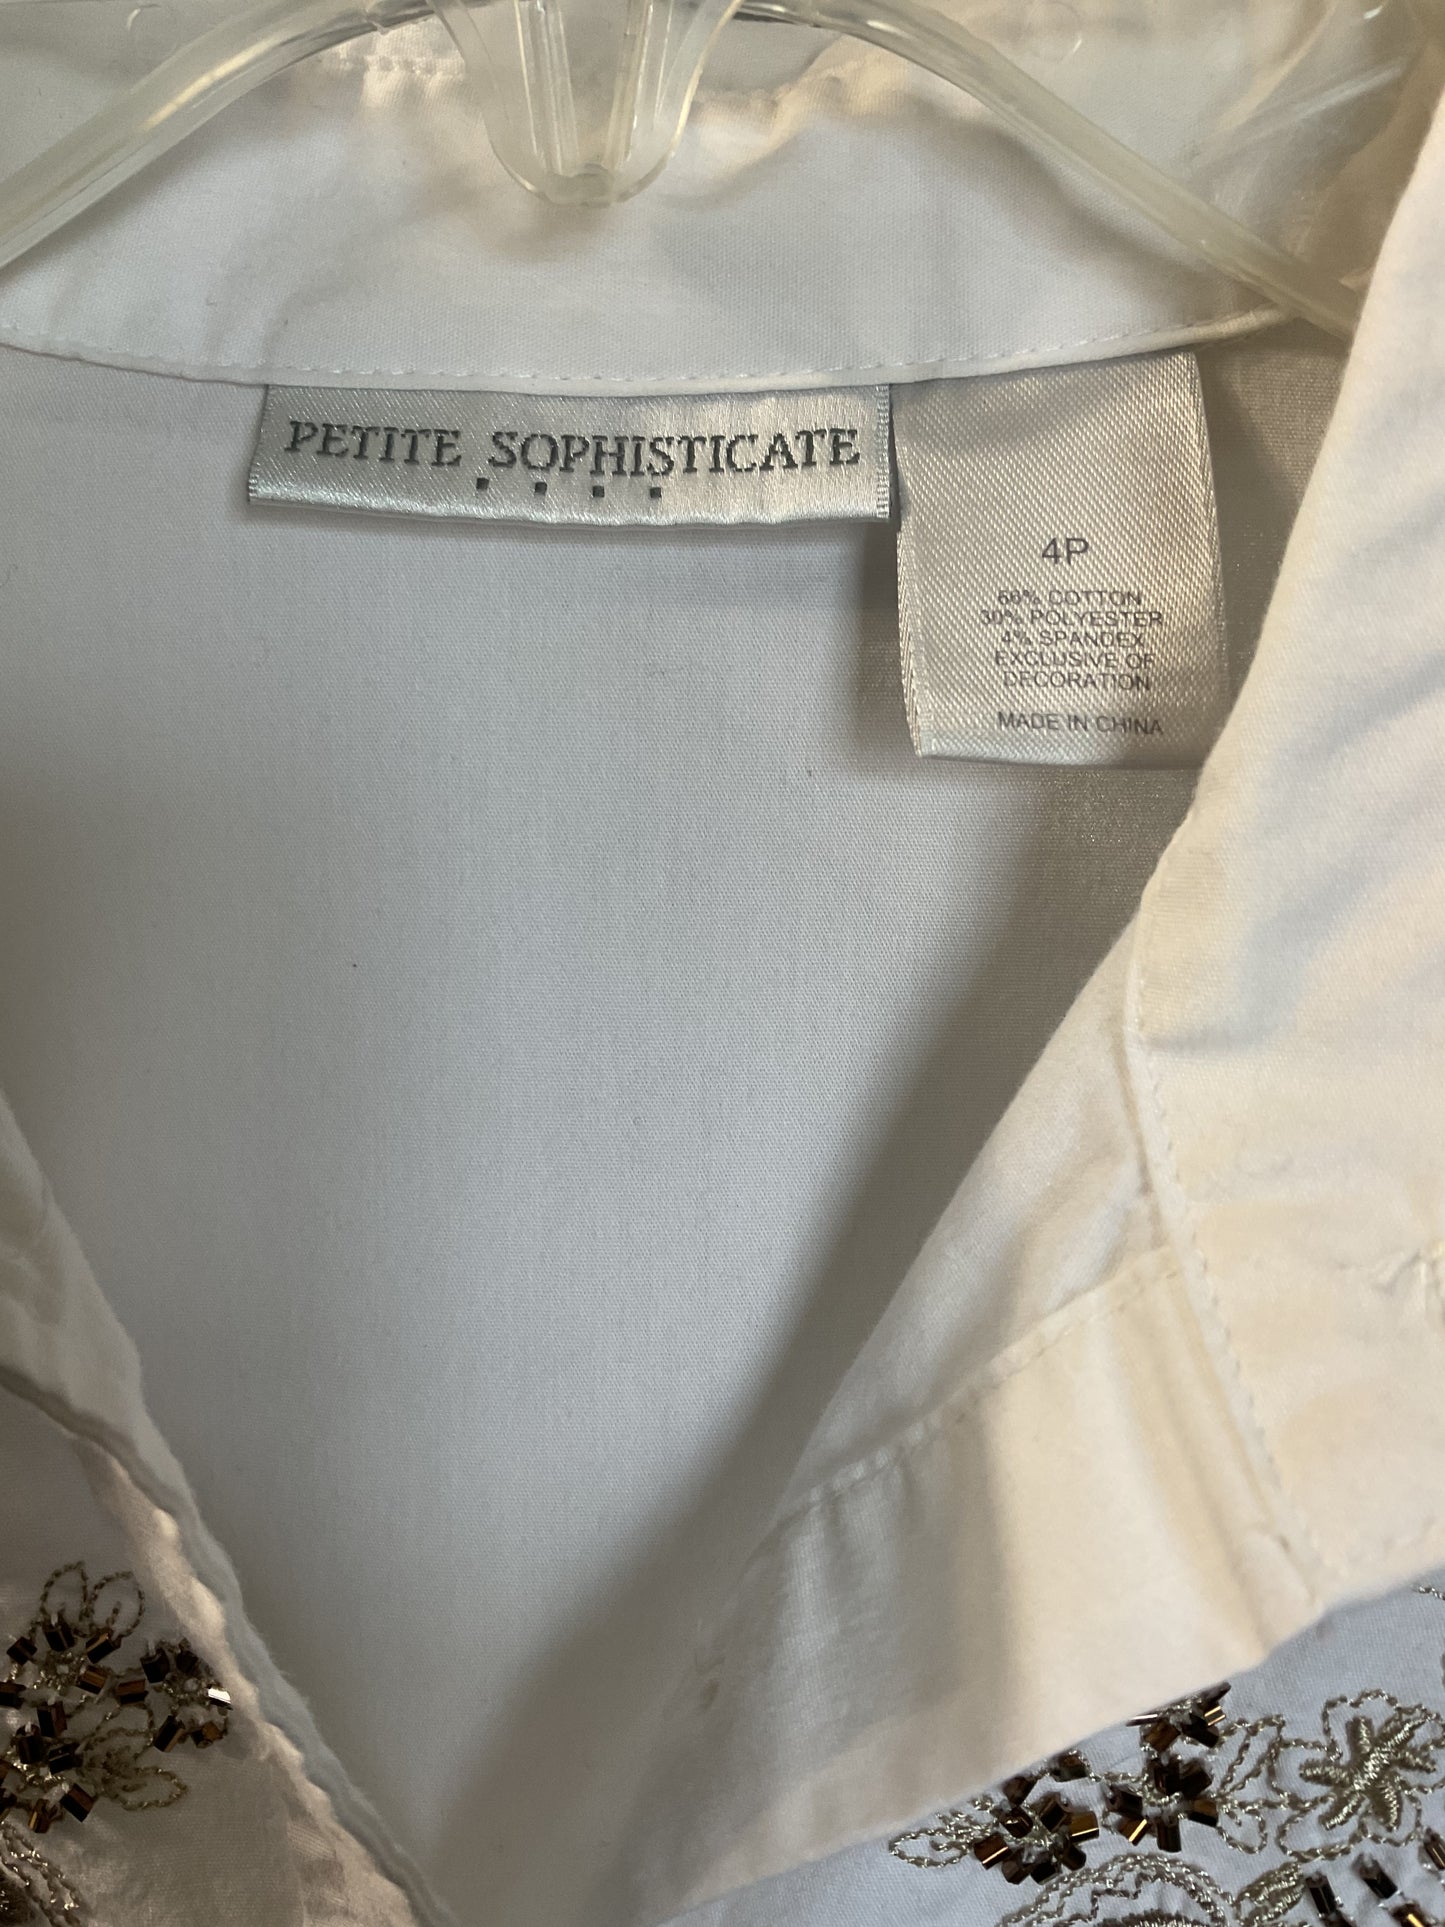 PETITE SOPHISTICATE
4P
66% COTTON
30% POLYESTER
4% SPANDEX
EXCLUSIVE OF
DECORATION
MADE IN CHINA